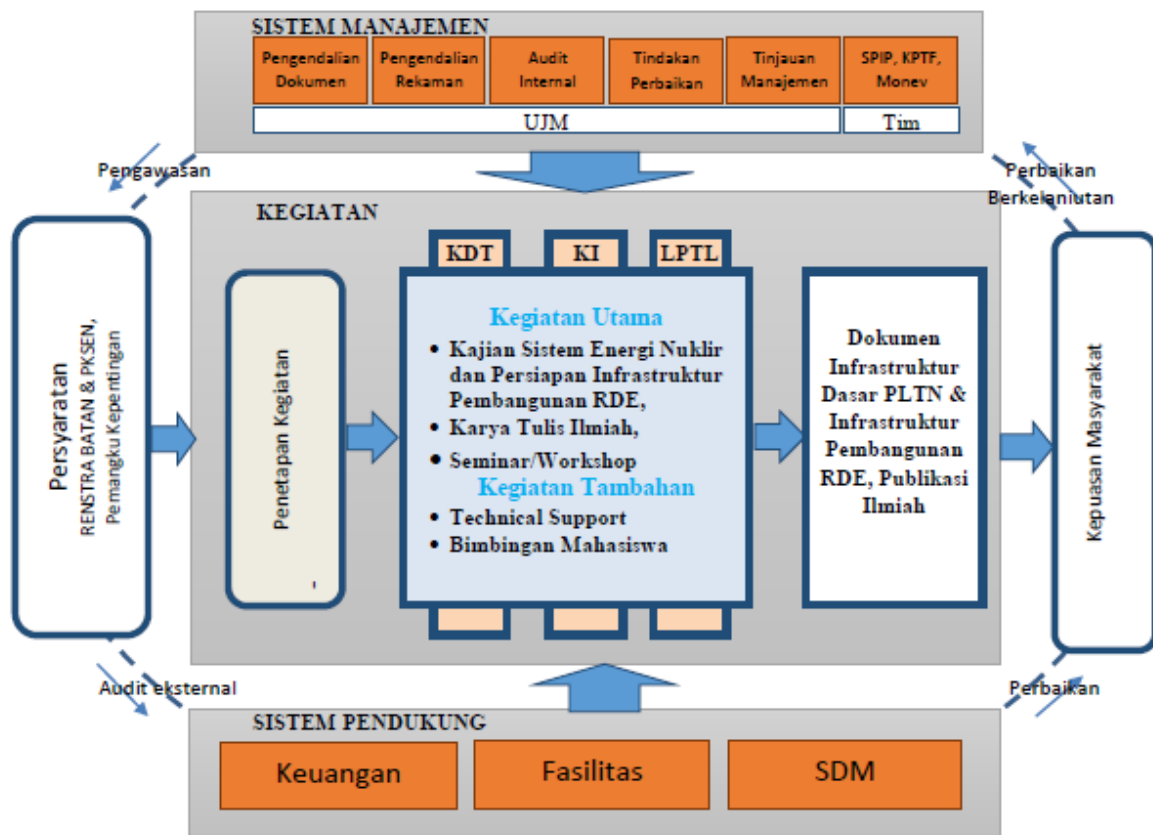 SISTEM MANAJEMEN
Pengendalian
Dokumen
Pengendalian
Rekaman
Audit
Internal
Tindakan
Perbaikan
Tinjauan
Manajemen
SPIP, KPTF,
Monev
UJM
Tim
Pengawasan
Perbaikan
Berkelaniutan
KEGIATAN
Persyaratan
RENSTRA BATAN & PKSEN,
Pemangku Kepentingan
Penetapan Kegiatan
KDT
KI
LPTL
Kegiatan Utama
• Kajian Sistem Energi Nuklir
dan Persiapan Infrastruktur
Pembangunan RDE,
• Karya Tulis Ilmiah,
• Seminar/Workshop
Kegiatan Tambahan
• Technical Support
• Bimbingan Mahasiswa
Dokumen
Infrastruktur
Dasar PLTN &
Infrastruktur
Pembangunan
RDE, Publikasi
Ilmiah
Kepuasan Masyarakat
Audit eksternal
Perbaikan
SISTEM PENDUKUNG
Keuangan
Fasilitas
SDM